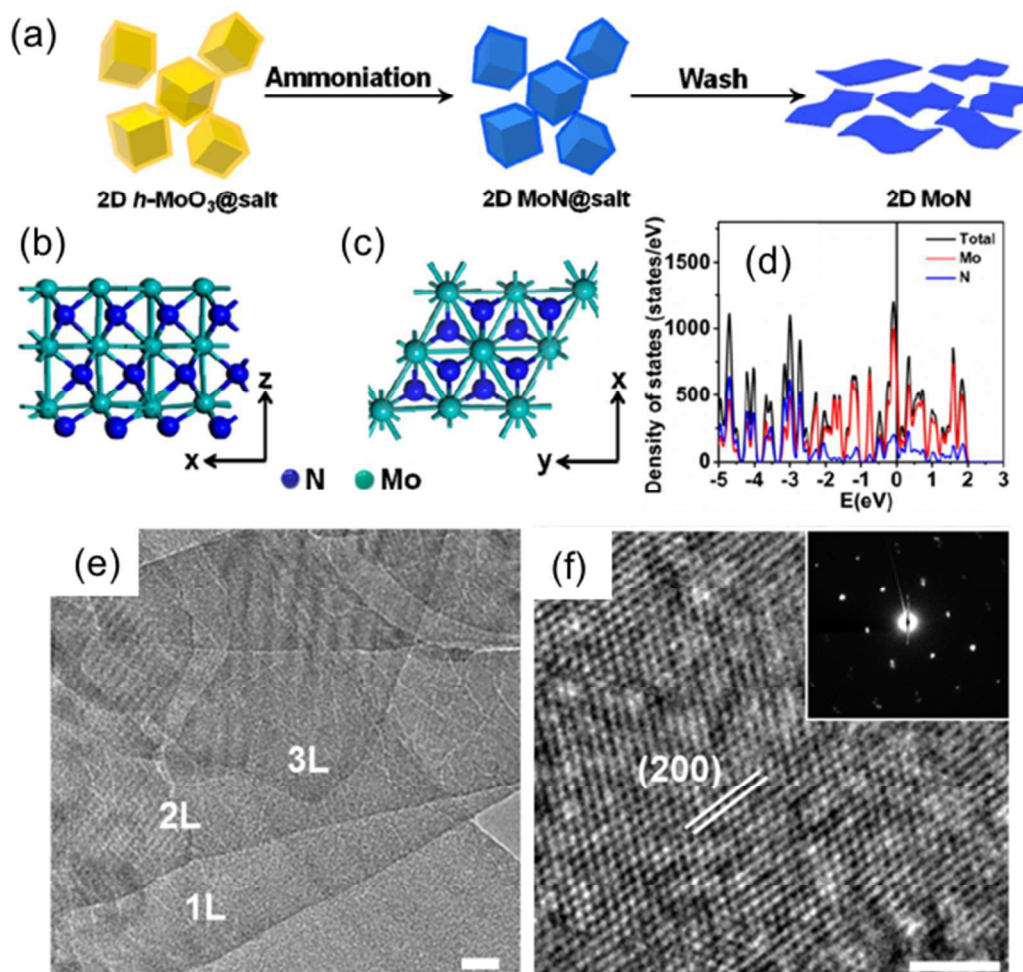 (a)
Ammoniation
Wash
2D h-MoO₃@salt
2D MoN@salt
2D MoN
(b)
z
x
(c)
x
y
N
Mo
(d)
Density of states (states/eV)
1500
1000
500
0
Total
Mo
N
-5 -4 -3 -2 -1 0 1 2 3
E(eV)
(e)
3L
2L
1L
(f)
(200)